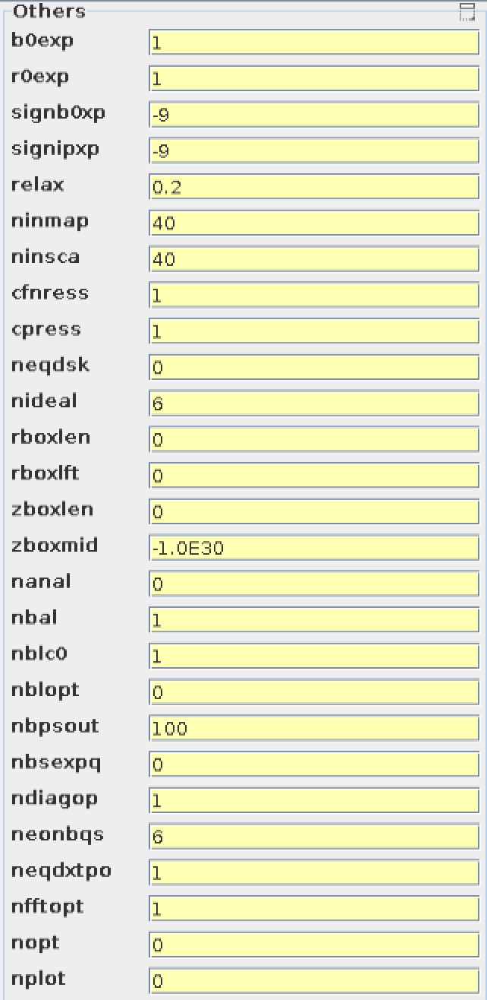 Others
b0exp 1
r0exp 1
signb0xp -9
signipxp -9
relax 0.2
ninmap 40
ninsca 40
cfnress 1
cpress 1
neqdsk 0
nideal 6
rboxlen 0
rboxlft 0
zboxlen 0
zboxmid -1.0E30
nanal 0
nbal 1
nblc0 1
nblopt 0
nbpsout 100
nbsexpq 0
ndiagop 1
neonbqs 6
neqdxtpo 1
nfftopt 1
nopt 0
nplot 0